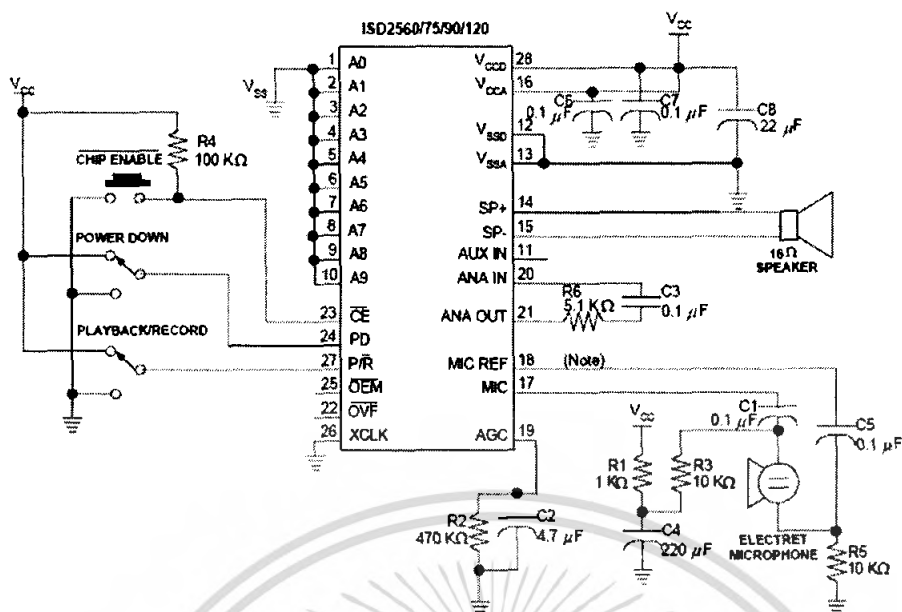 ISD2560/75/90/120
VCC
VSS
1 A0
2 A1
3 A2
4 A3
5 A4
6 A5
7 A6
8 A7
9 A8
10 A9
23 CE
24 PD
27 P/R
25 OEM
22 OVF
26 XCLK
VCCD 28
VCCA 16
VSSD 12
VSSA 13
SP+ 14
SP- 15
AUX IN 11
ANA IN 20
ANA OUT 21
MIC REF 18
MIC 17
AGC 19
VCC
R4
100 KΩ
CHIP ENABLE
POWER DOWN
PLAYBACK/RECORD
C6
0.1 µF
C7
0.1 µF
C8
22 µF
16Ω
SPEAKER
R6
5.1 KΩ
C3
0.1 µF
(Note)
VCC
R1
1 KΩ
R3
10 KΩ
C1
0.1 µF
C5
0.1 µF
C4
220 µF
ELECTRET
MICROPHONE
R5
10 KΩ
R2
470 KΩ
C2
4.7 µF